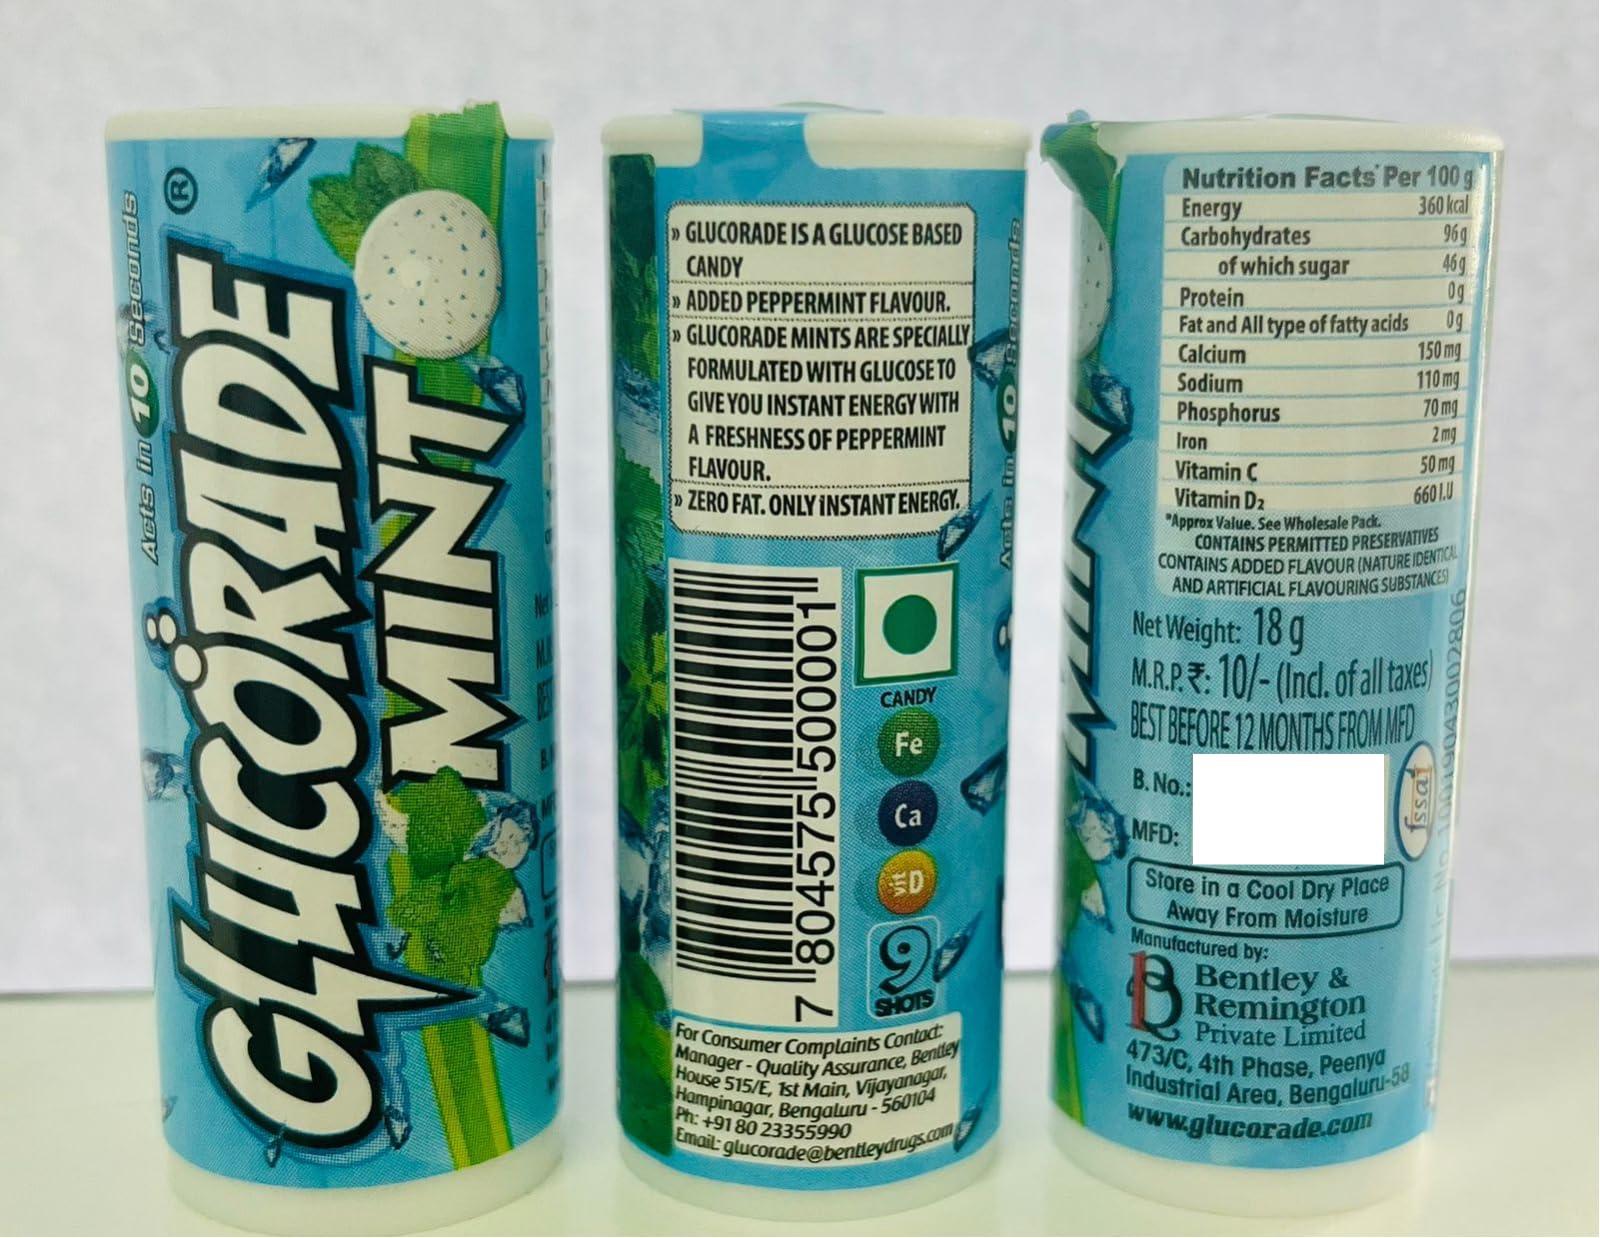 Acts in 10 seconds
GLUCORADE
®
MINT
» GLUCORADE IS A GLUCOSE BASED
CANDY
» ADDED PEPPERMINT FLAVOUR.
» GLUCORADE MINTS ARE SPECIALLY
FORMULATED WITH GLUCOSE TO
GIVE YOU INSTANT ENERGY WITH
A FRESHNESS OF PEPPERMINT
FLAVOUR.
» ZERO FAT. ONLY INSTANT ENERGY.
Acts in 10 seconds
7 804575 500001
CANDY
Fe
Ca
vit D
9
SHOTS
For Consumer Complaints Contact:
Manager - Quality Assurance, Bentley
House 515/E, 1st Main, Vijayanagar,
Hampinagar, Bengaluru - 560104
Ph: +91 80 23355990
Email: glucorade@bentleydrugs.com
Nutrition Facts* Per 100 g
Energy 360 kcal
Carbohydrates 96 g
of which sugar 46 g
Protein 0 g
Fat and All type of fatty acids 0 g
Calcium 150 mg
Sodium 110 mg
Phosphorus 70 mg
Iron 2 mg
Vitamin C 50 mg
Vitamin D2 660 I.U
*Approx Value. See Wholesale Pack.
CONTAINS PERMITTED PRESERVATIVES
CONTAINS ADDED FLAVOUR (NATURE IDENTICAL
AND ARTIFICIAL FLAVOURING SUBSTANCES)
Net Weight: 18 g
M.R.P. ₹: 10/- (Incl. of all taxes)
BEST BEFORE 12 MONTHS FROM MFD
B. No.:
MFD:
fssai
Lic. No. 10019043002806
Store in a Cool Dry Place
Away From Moisture
Manufactured by:
Bentley &
Remington
Private Limited
473/C, 4th Phase, Peenya
Industrial Area, Bengaluru-58
www.glucorade.com
MINT